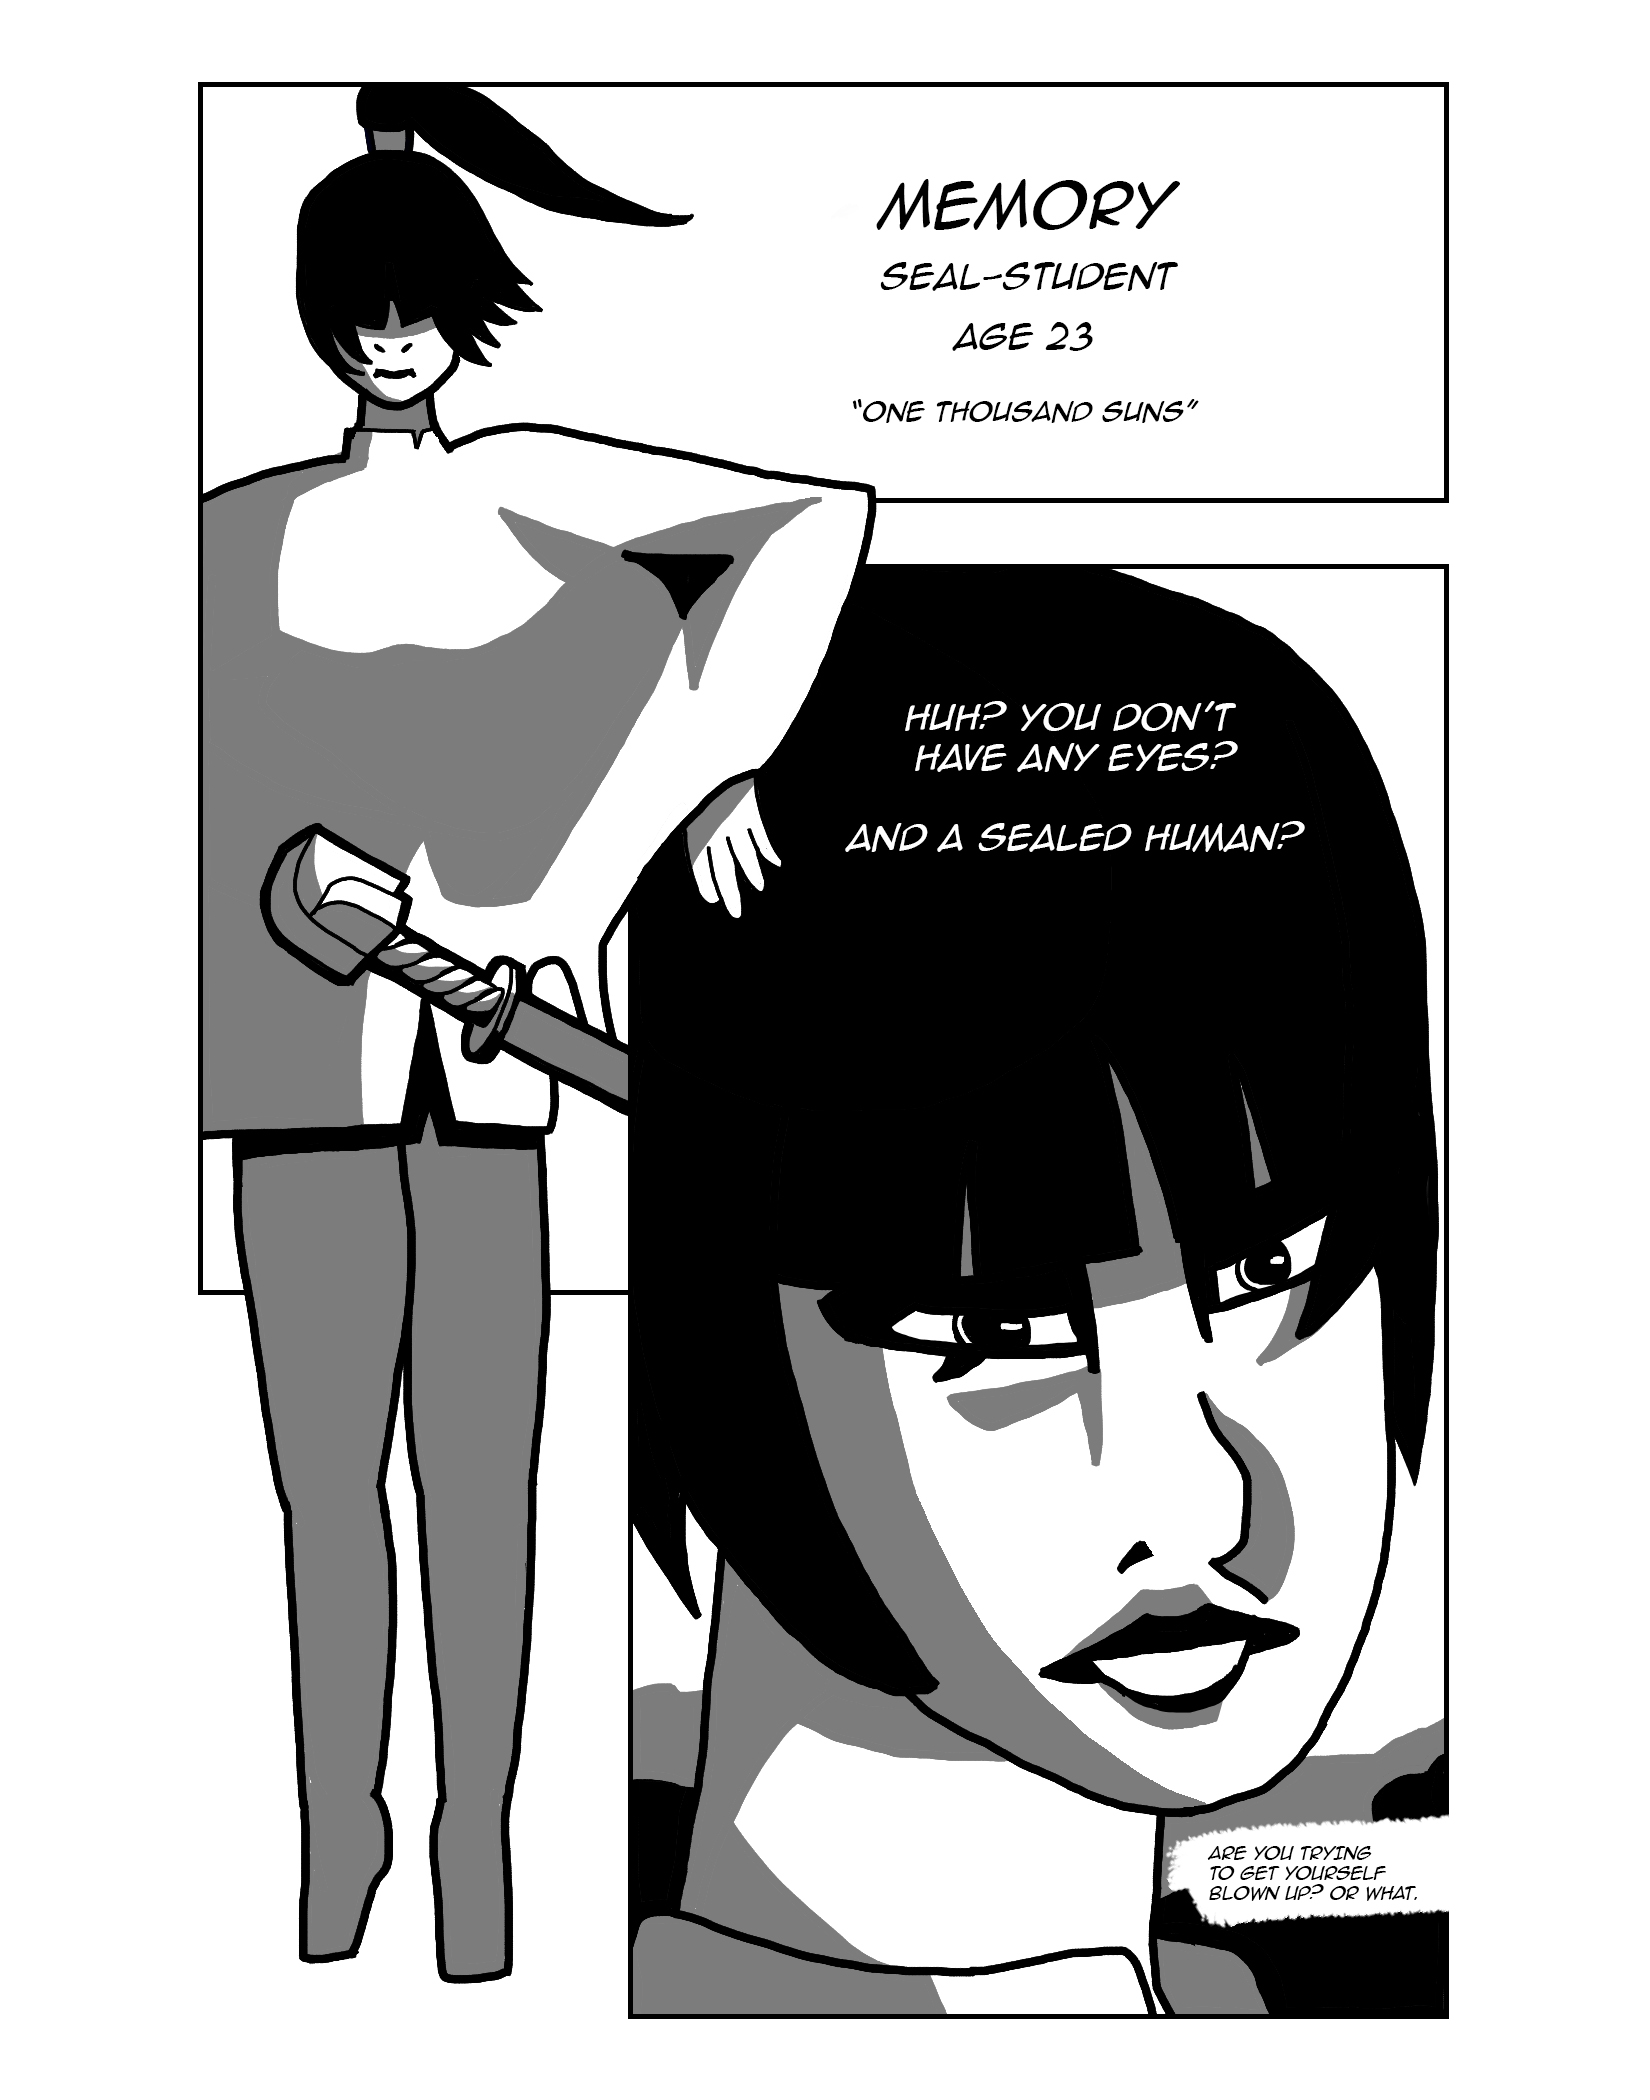 MEMORY
SEAL-STUDENT
AGE 23
"ONE THOUSAND SUNS"
HUH? YOU DON'T
HAVE ANY EYES?
AND A SEALED HUMAN?
ARE YOU TRYING
TO GET YOURSELF
BLOWN UP? OR WHAT.